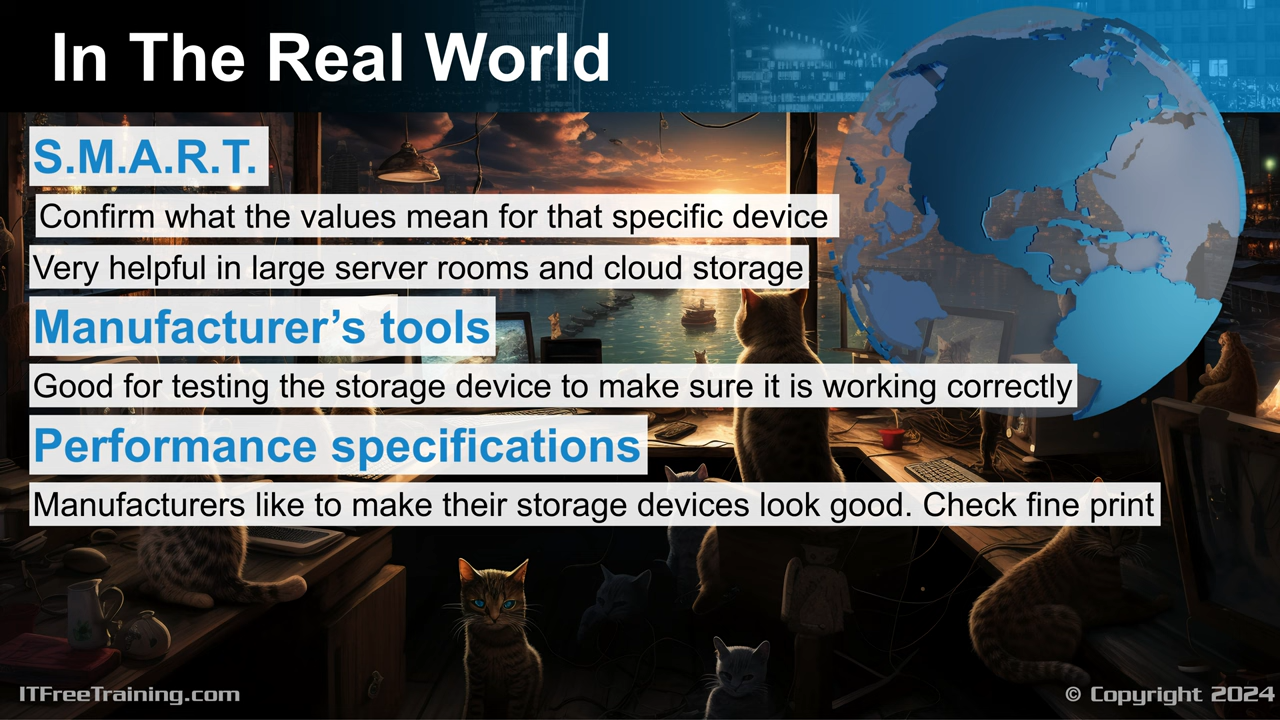 In The Real World
S.M.A.R.T.
Confirm what the values mean for that specific device
Very helpful in large server rooms and cloud storage
Manufacturer’s tools
Good for testing the storage device to make sure it is working correctly
Performance specifications
Manufacturers like to make their storage devices look good. Check fine print
ITFreeTraining.com
© Copyright 2024